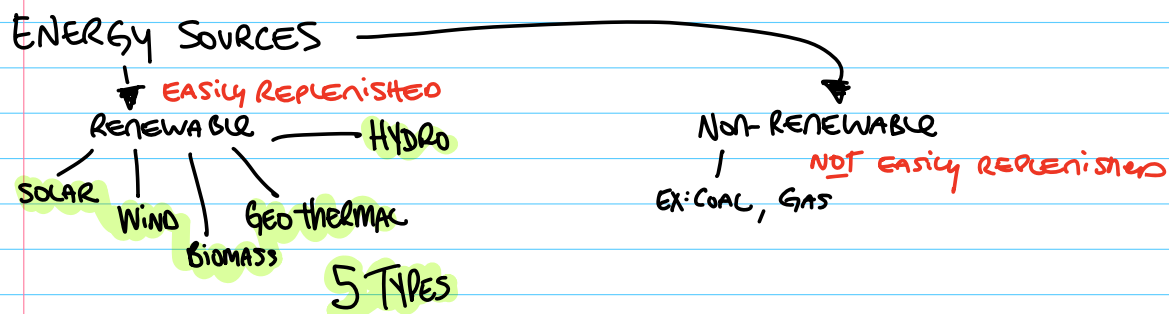 ENERGY SOURCES
EASILY REPLENISHED
RENEWABLE
HYDRO
SOLAR
WIND
BIOMASS
GEOTHERMAL
5 TYPES
NON-RENEWABLE
NOT EASILY REPLENISHED
EX: COAL, GAS